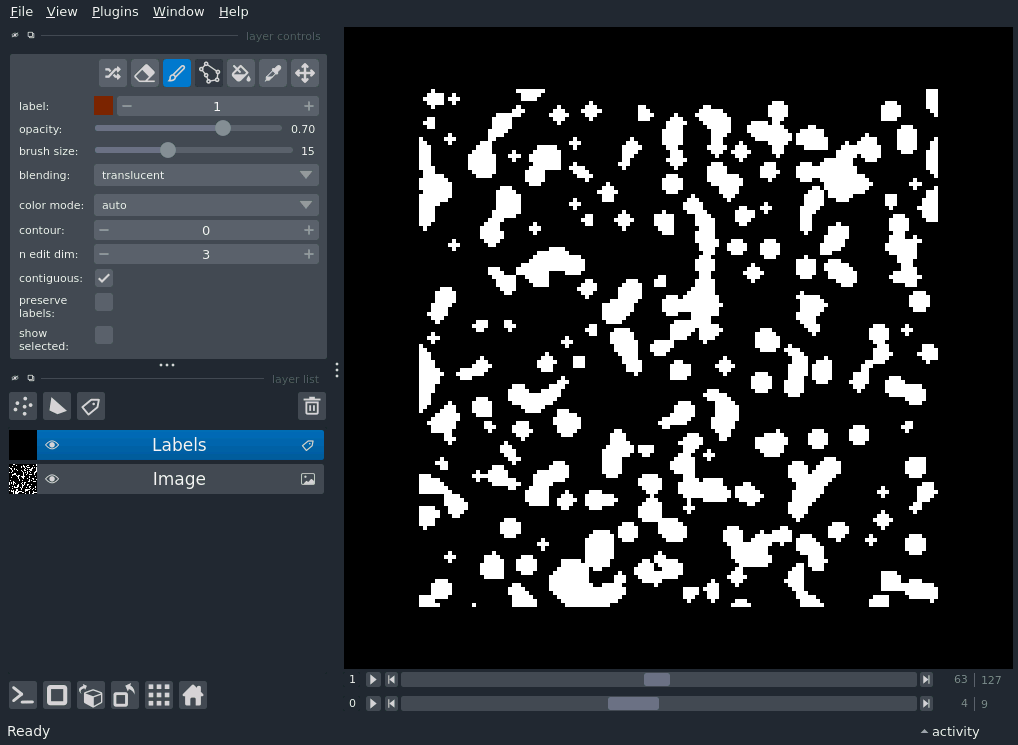 File View Plugins Window Help
layer controls
label: 1
opacity: 0.70
brush size: 15
blending: translucent
color mode: auto
contour: 0
n edit dim: 3
contiguous:
preserve
labels:
show
selected:
layer list
Labels
Image
1 63 127
0 4 9
Ready activity